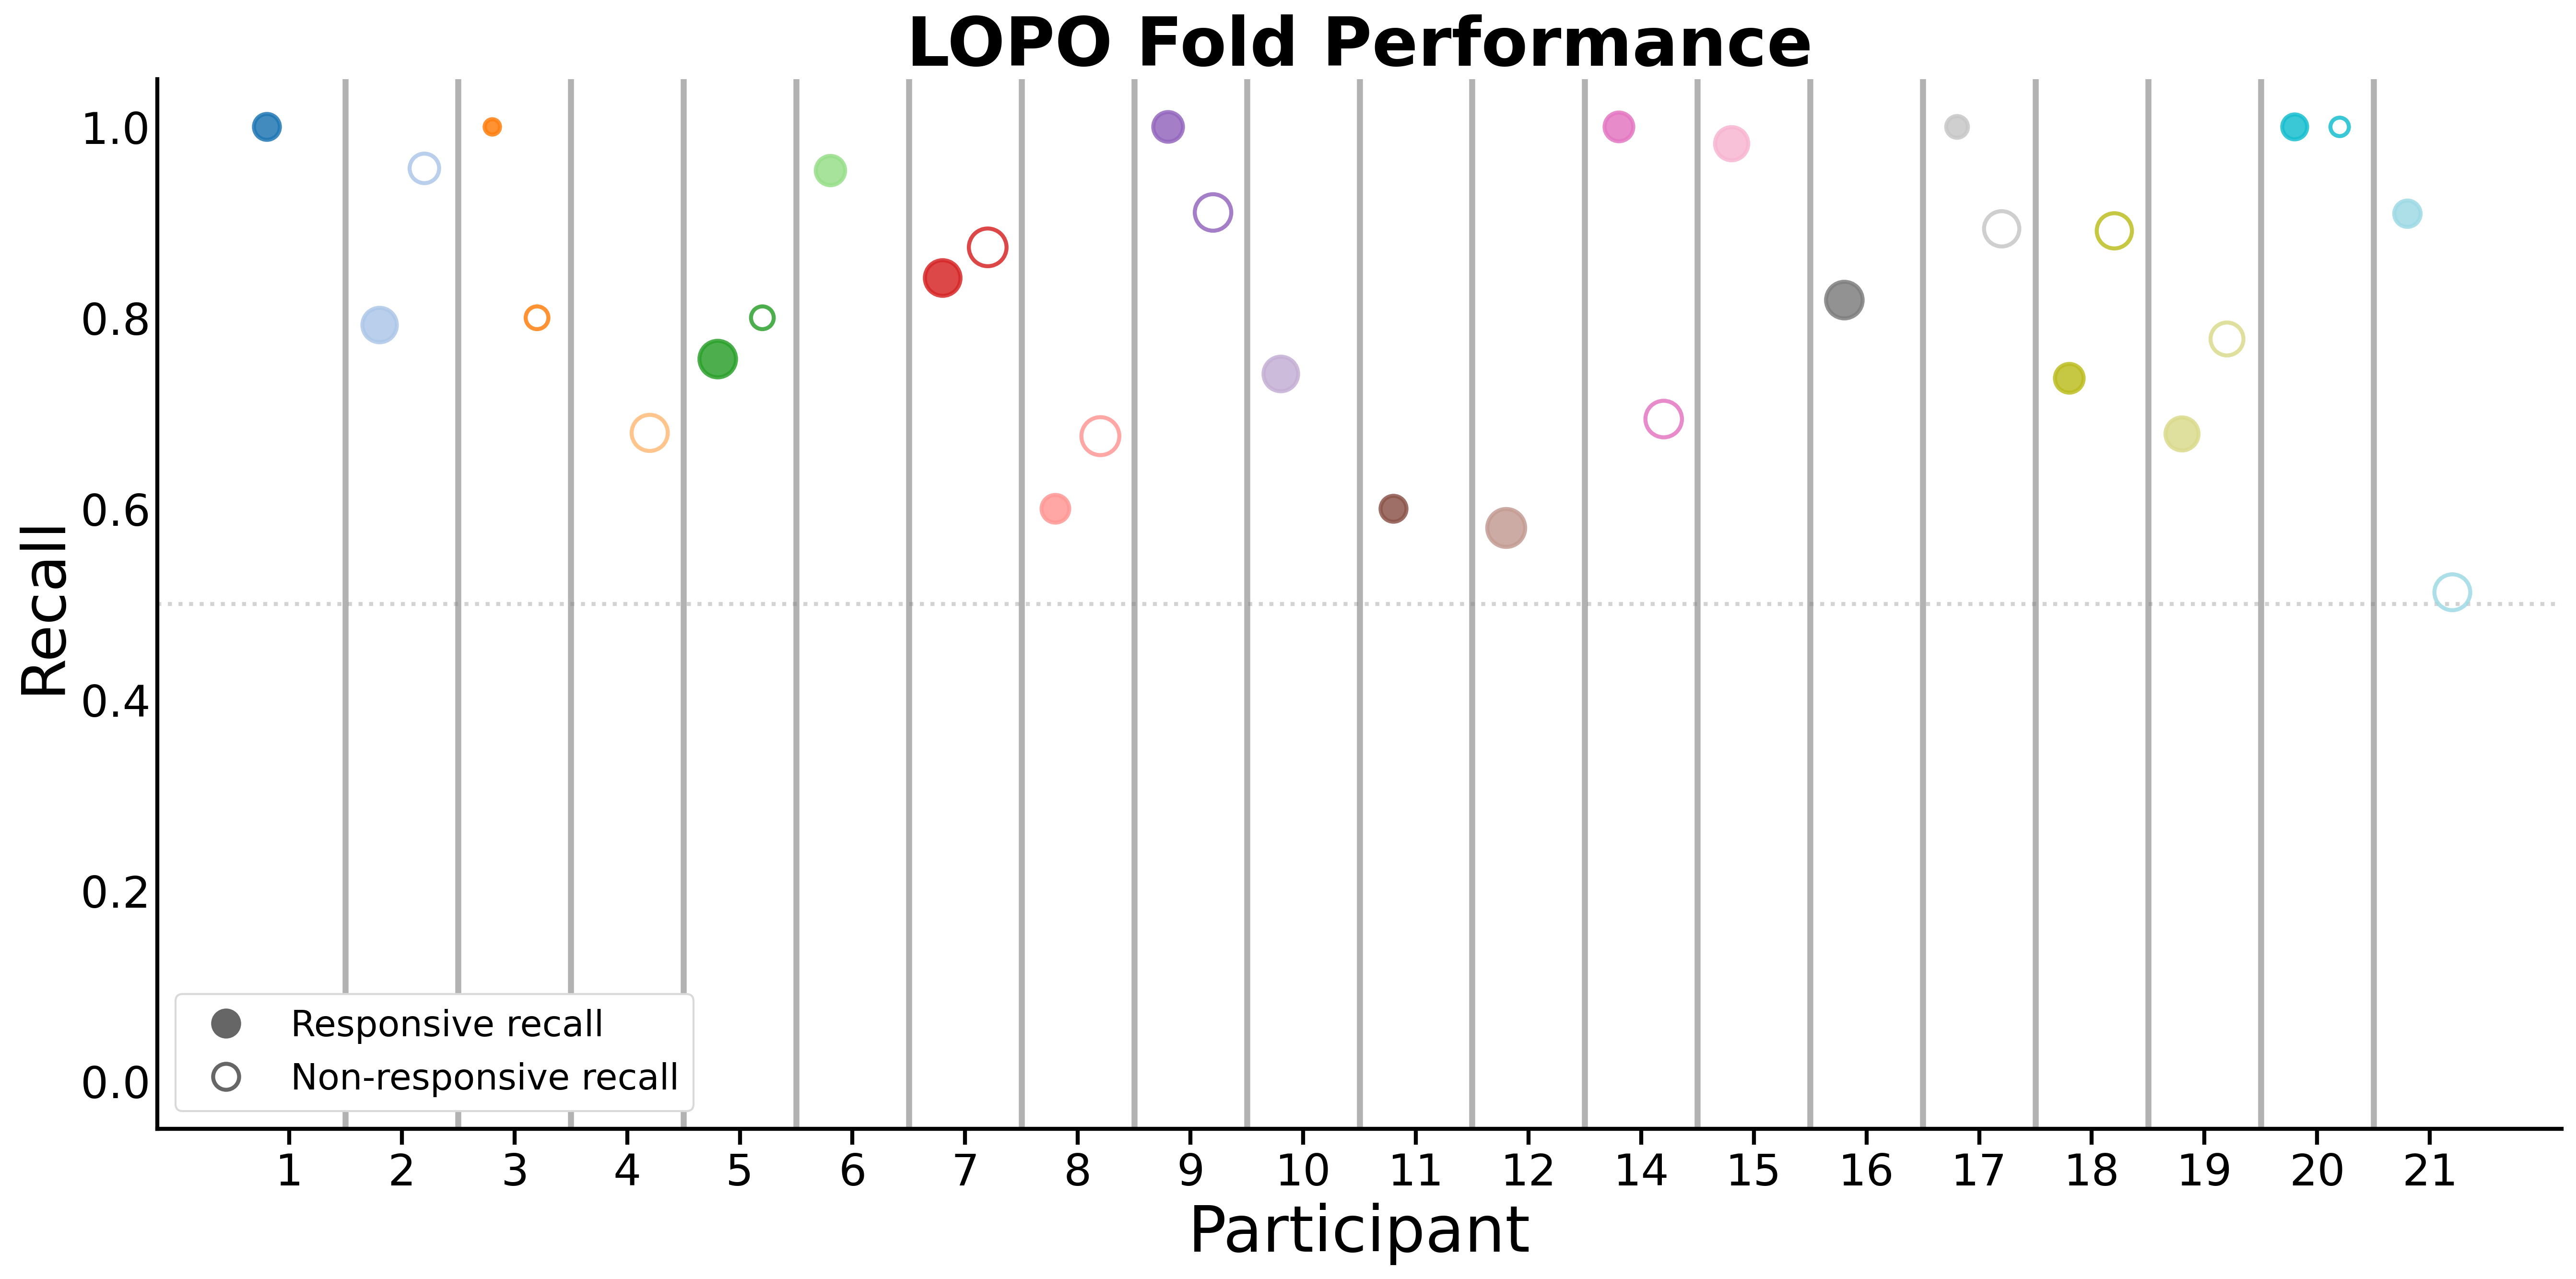 LOPO Fold Performance
Recall
1.0
0.8
0.6
0.4
0.2
0.0
Responsive recall
Non-responsive recall
1 2 3 4 5 6 7 8 9 10 11 12 14 15 16 17 18 19 20 21
Participant